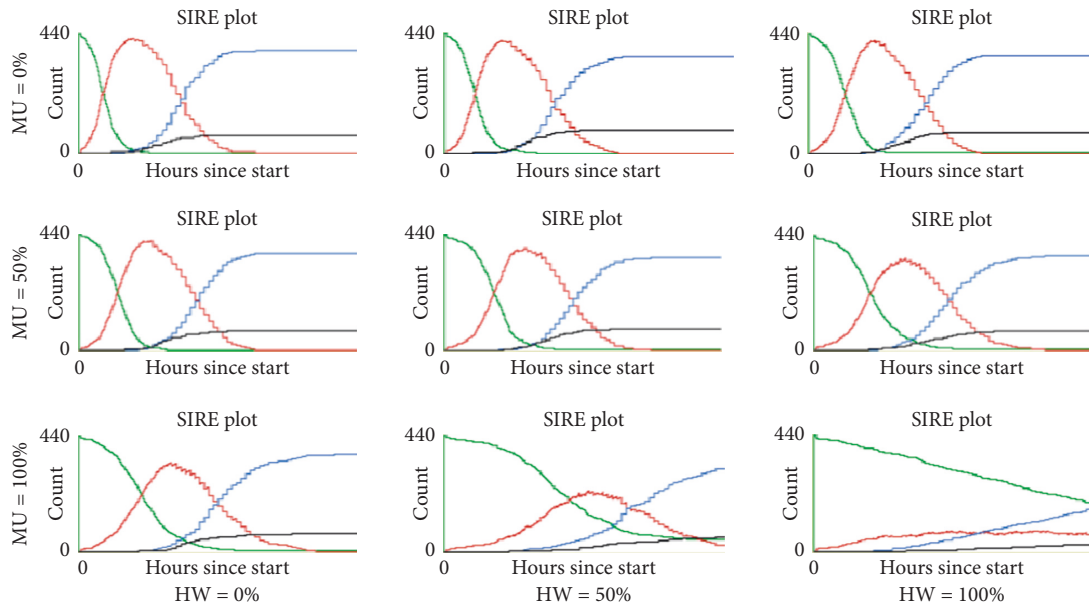 SIRE plot
440
Count
0
0
Hours since start
MU = 0%
SIRE plot
440
Count
0
0
Hours since start
SIRE plot
440
Count
0
0
Hours since start
SIRE plot
440
Count
0
0
Hours since start
MU = 50%
SIRE plot
440
Count
0
0
Hours since start
SIRE plot
440
Count
0
0
Hours since start
SIRE plot
440
Count
0
0
Hours since start
MU = 100%
HW = 0%
SIRE plot
440
Count
0
0
Hours since start
HW = 50%
SIRE plot
440
Count
0
0
Hours since start
HW = 100%